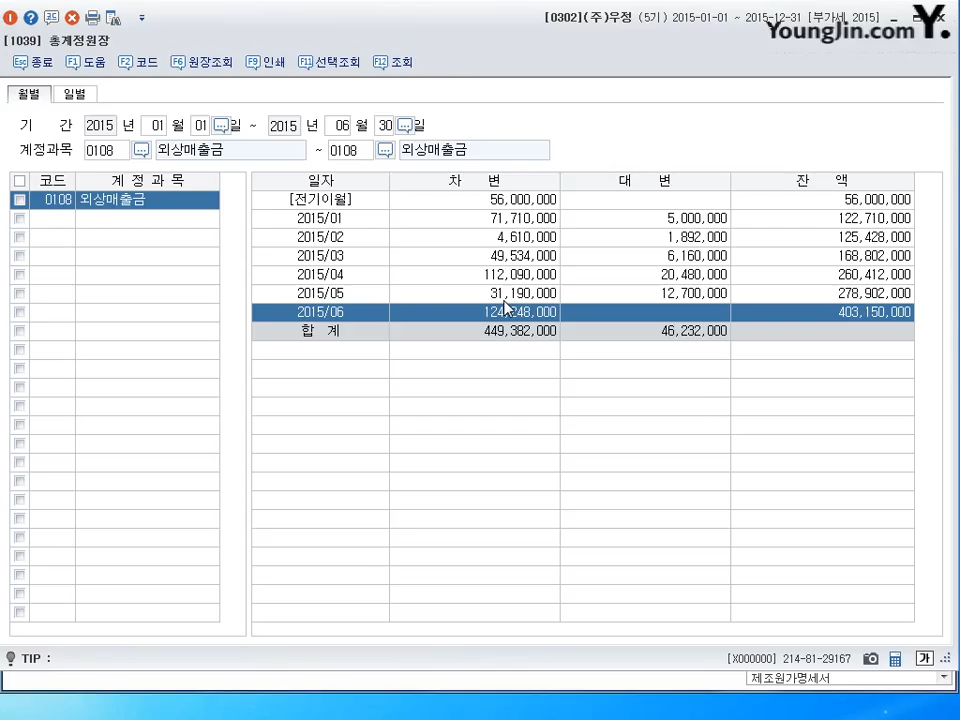 [0302](주)우정 (5기) 2015-01-01 ~ 2015-12-31 [부가세 2015]
YoungJin.com Y.
[1039] 총계정원장
Esc 종료 F1 도움 F2 코드 F6 원장조회 F9 인쇄 F11 선택조회 F12 조회
월별 일별
기 간 2015 년 01 월 01 일 ~ 2015 년 06 월 30 일
계정과목 0108 외상매출금 ~ 0108 외상매출금
코드 계 정 과 목 일자 차 변 대 변 잔 액
0108 외상매출금 [전기이월] 56,000,000 56,000,000
2015/01 71,710,000 5,000,000 122,710,000
2015/02 4,610,000 1,892,000 125,428,000
2015/03 49,534,000 6,160,000 168,802,000
2015/04 112,090,000 20,480,000 260,412,000
2015/05 31,190,000 12,700,000 278,902,000
2015/06 124,248,000 403,150,000
합 계 449,382,000 46,232,000
TIP : [X000000] 214-81-29167 가
제조원가명세서